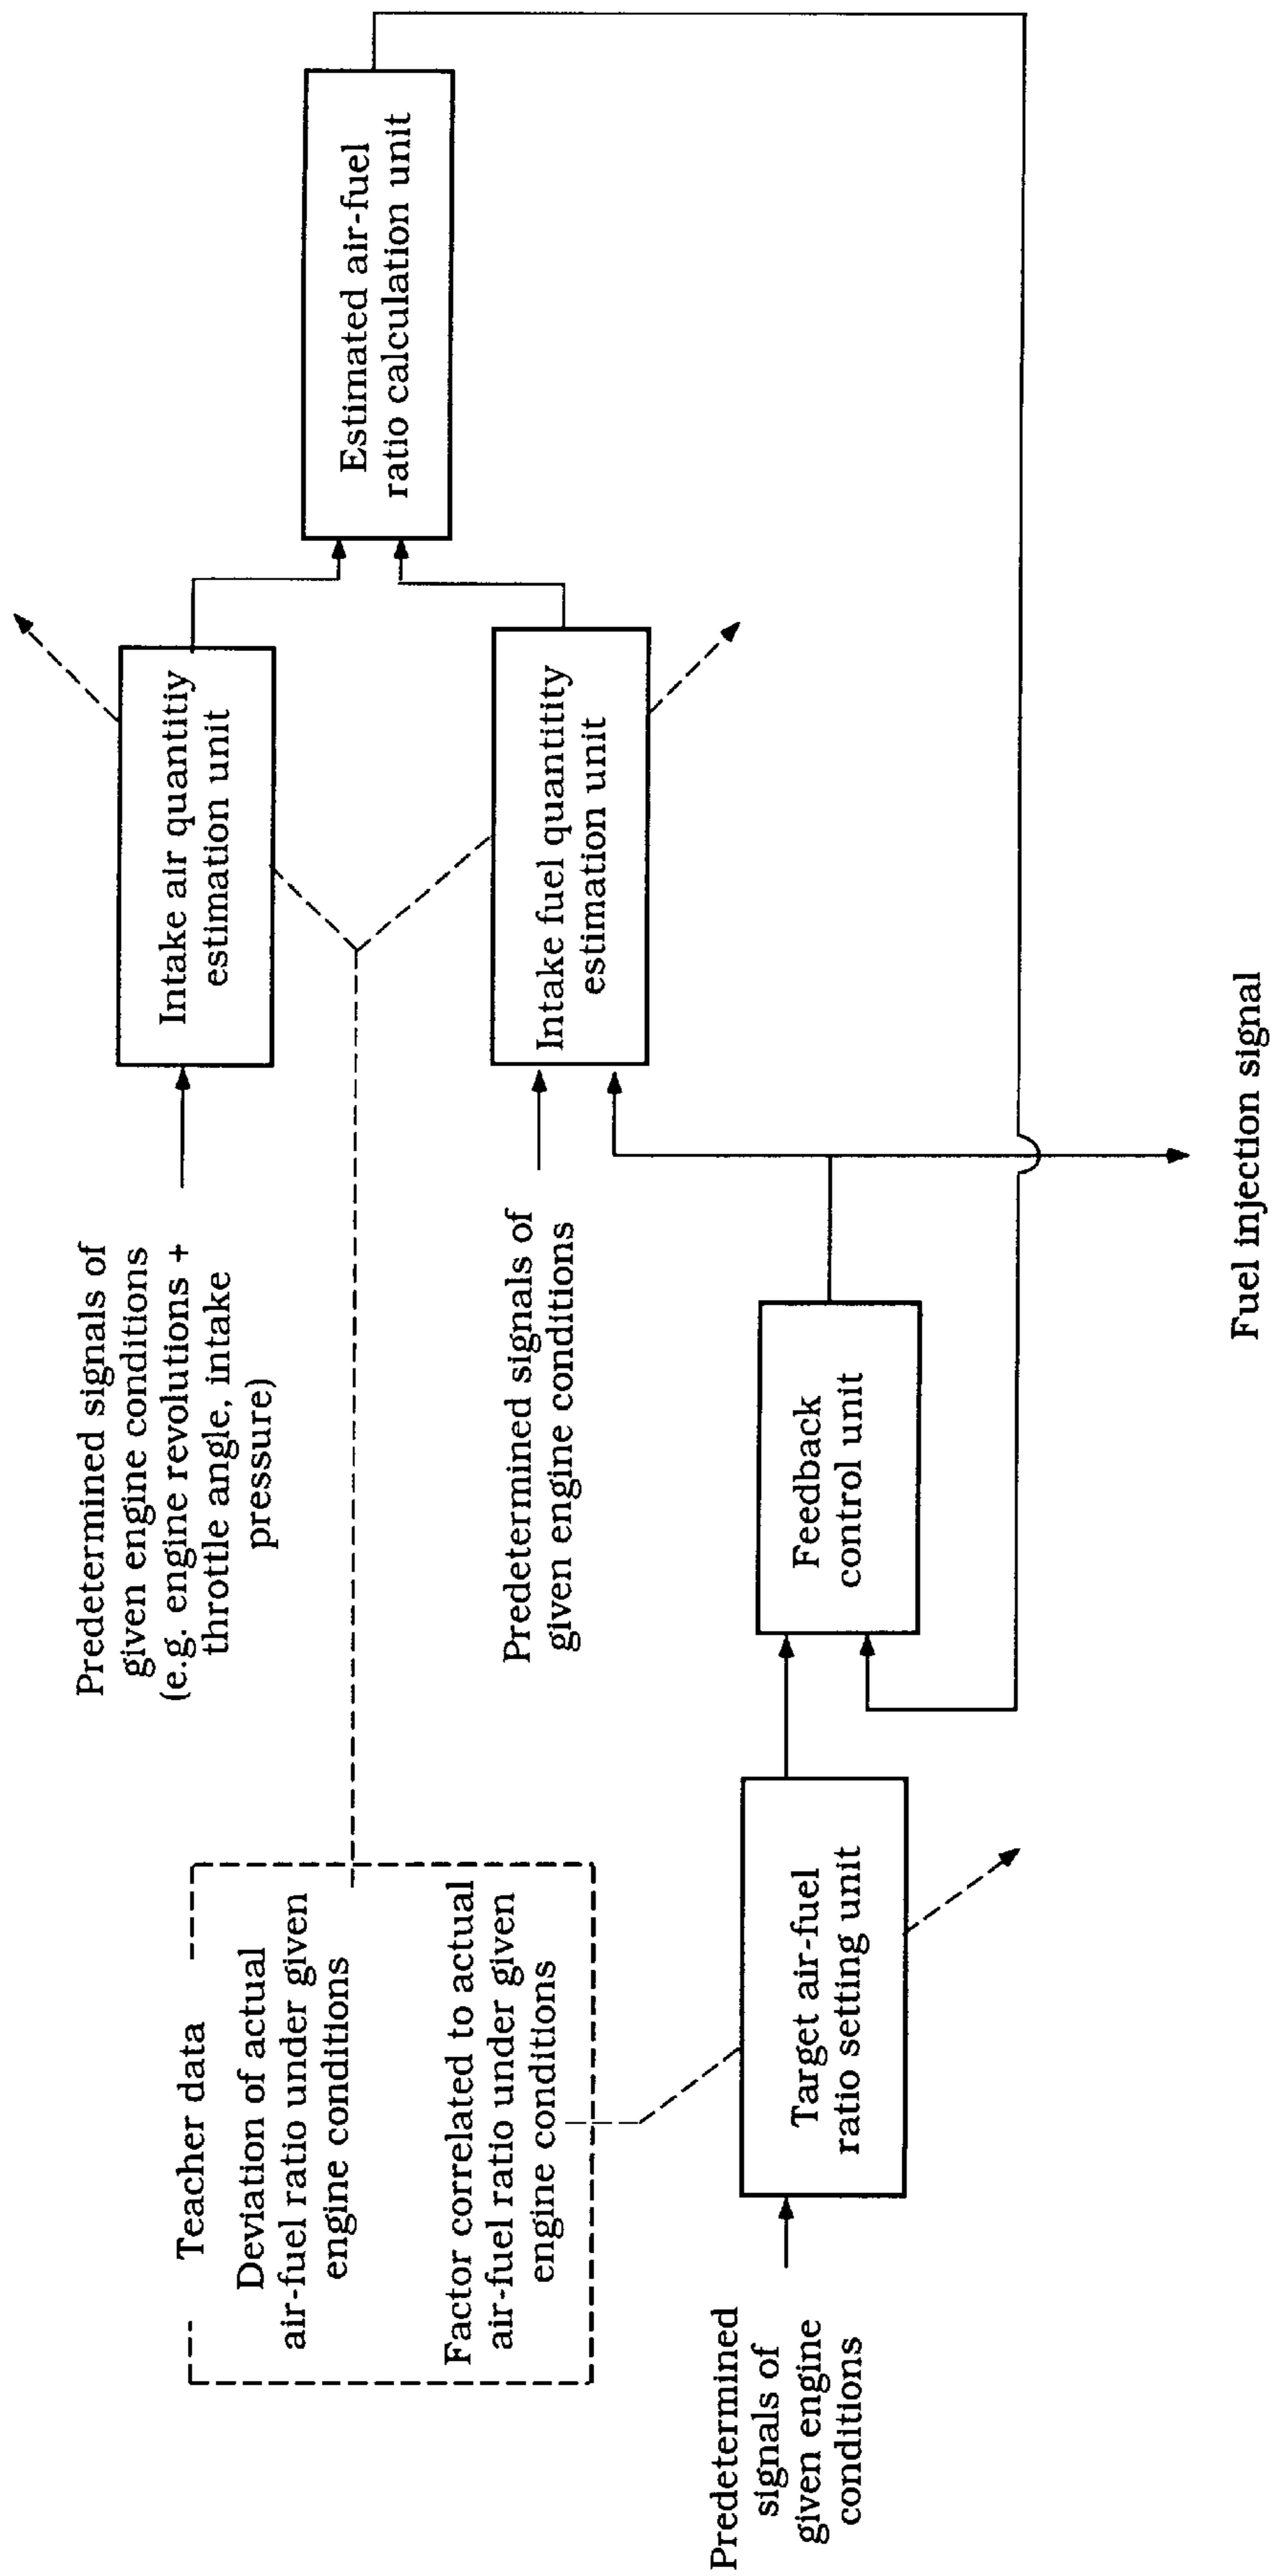 Predetermined signals of
given engine conditions
(e.g. engine revolutions +
throttle angle, intake
pressure)
Intake air quantitiy
estimation unit
Estimated air-fuel
ratio calculation unit
Teacher data
Deviation of actual
air-fuel ratio under given
engine conditions
Factor correlated to actual
air-fuel ratio under given
engine conditions
Predetermined signals of
given engine conditions
Intake fuel quantitity
estimation unit
Predetermined
signals of
given engine
conditions
Target air-fuel
ratio setting unit
Feedback
control unit
Fuel injection signal